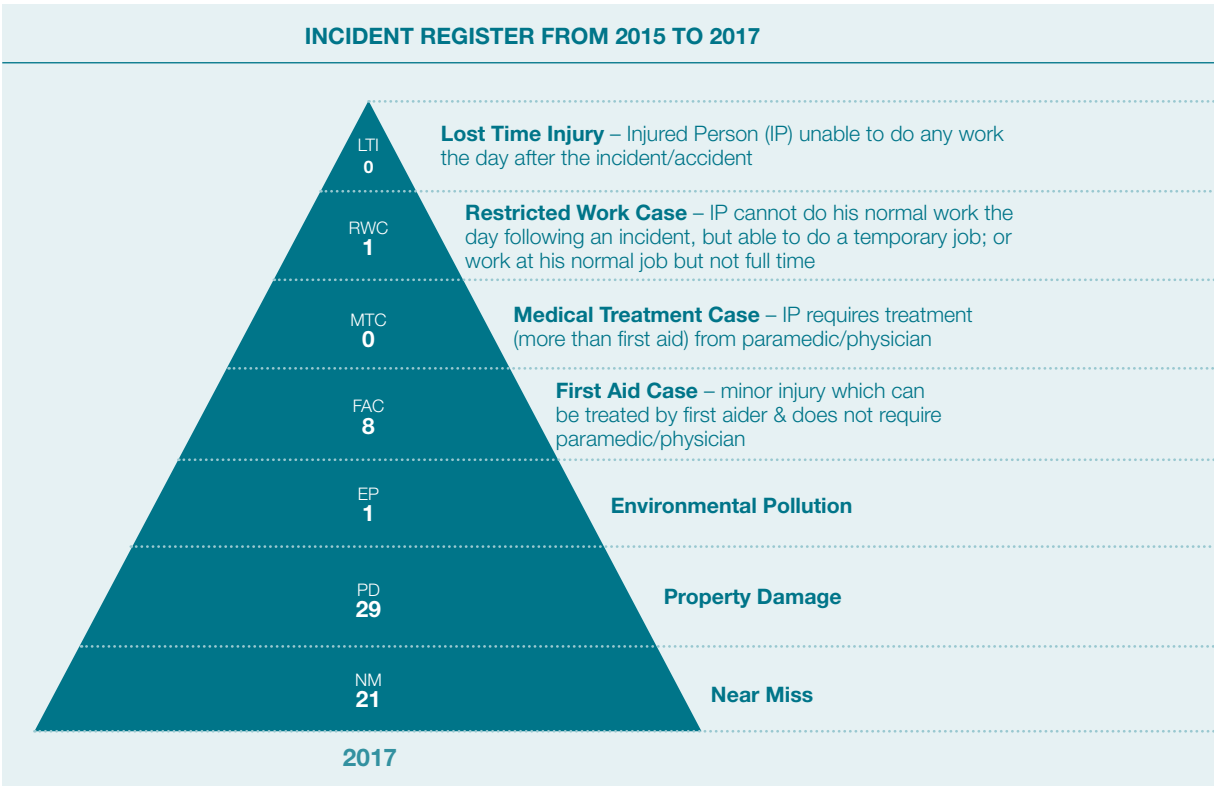 INCIDENT REGISTER FROM 2015 TO 2017
LTI
0
Lost Time Injury – Injured Person (IP) unable to do any work
the day after the incident/accident
RWC
1
Restricted Work Case – IP cannot do his normal work the
day following an incident, but able to do a temporary job; or
work at his normal job but not full time
MTC
0
Medical Treatment Case – IP requires treatment
(more than first aid) from paramedic/physician
FAC
8
First Aid Case – minor injury which can
be treated by first aider & does not require
paramedic/physician
EP
1
Environmental Pollution
PD
29
Property Damage
NM
21
Near Miss
2017